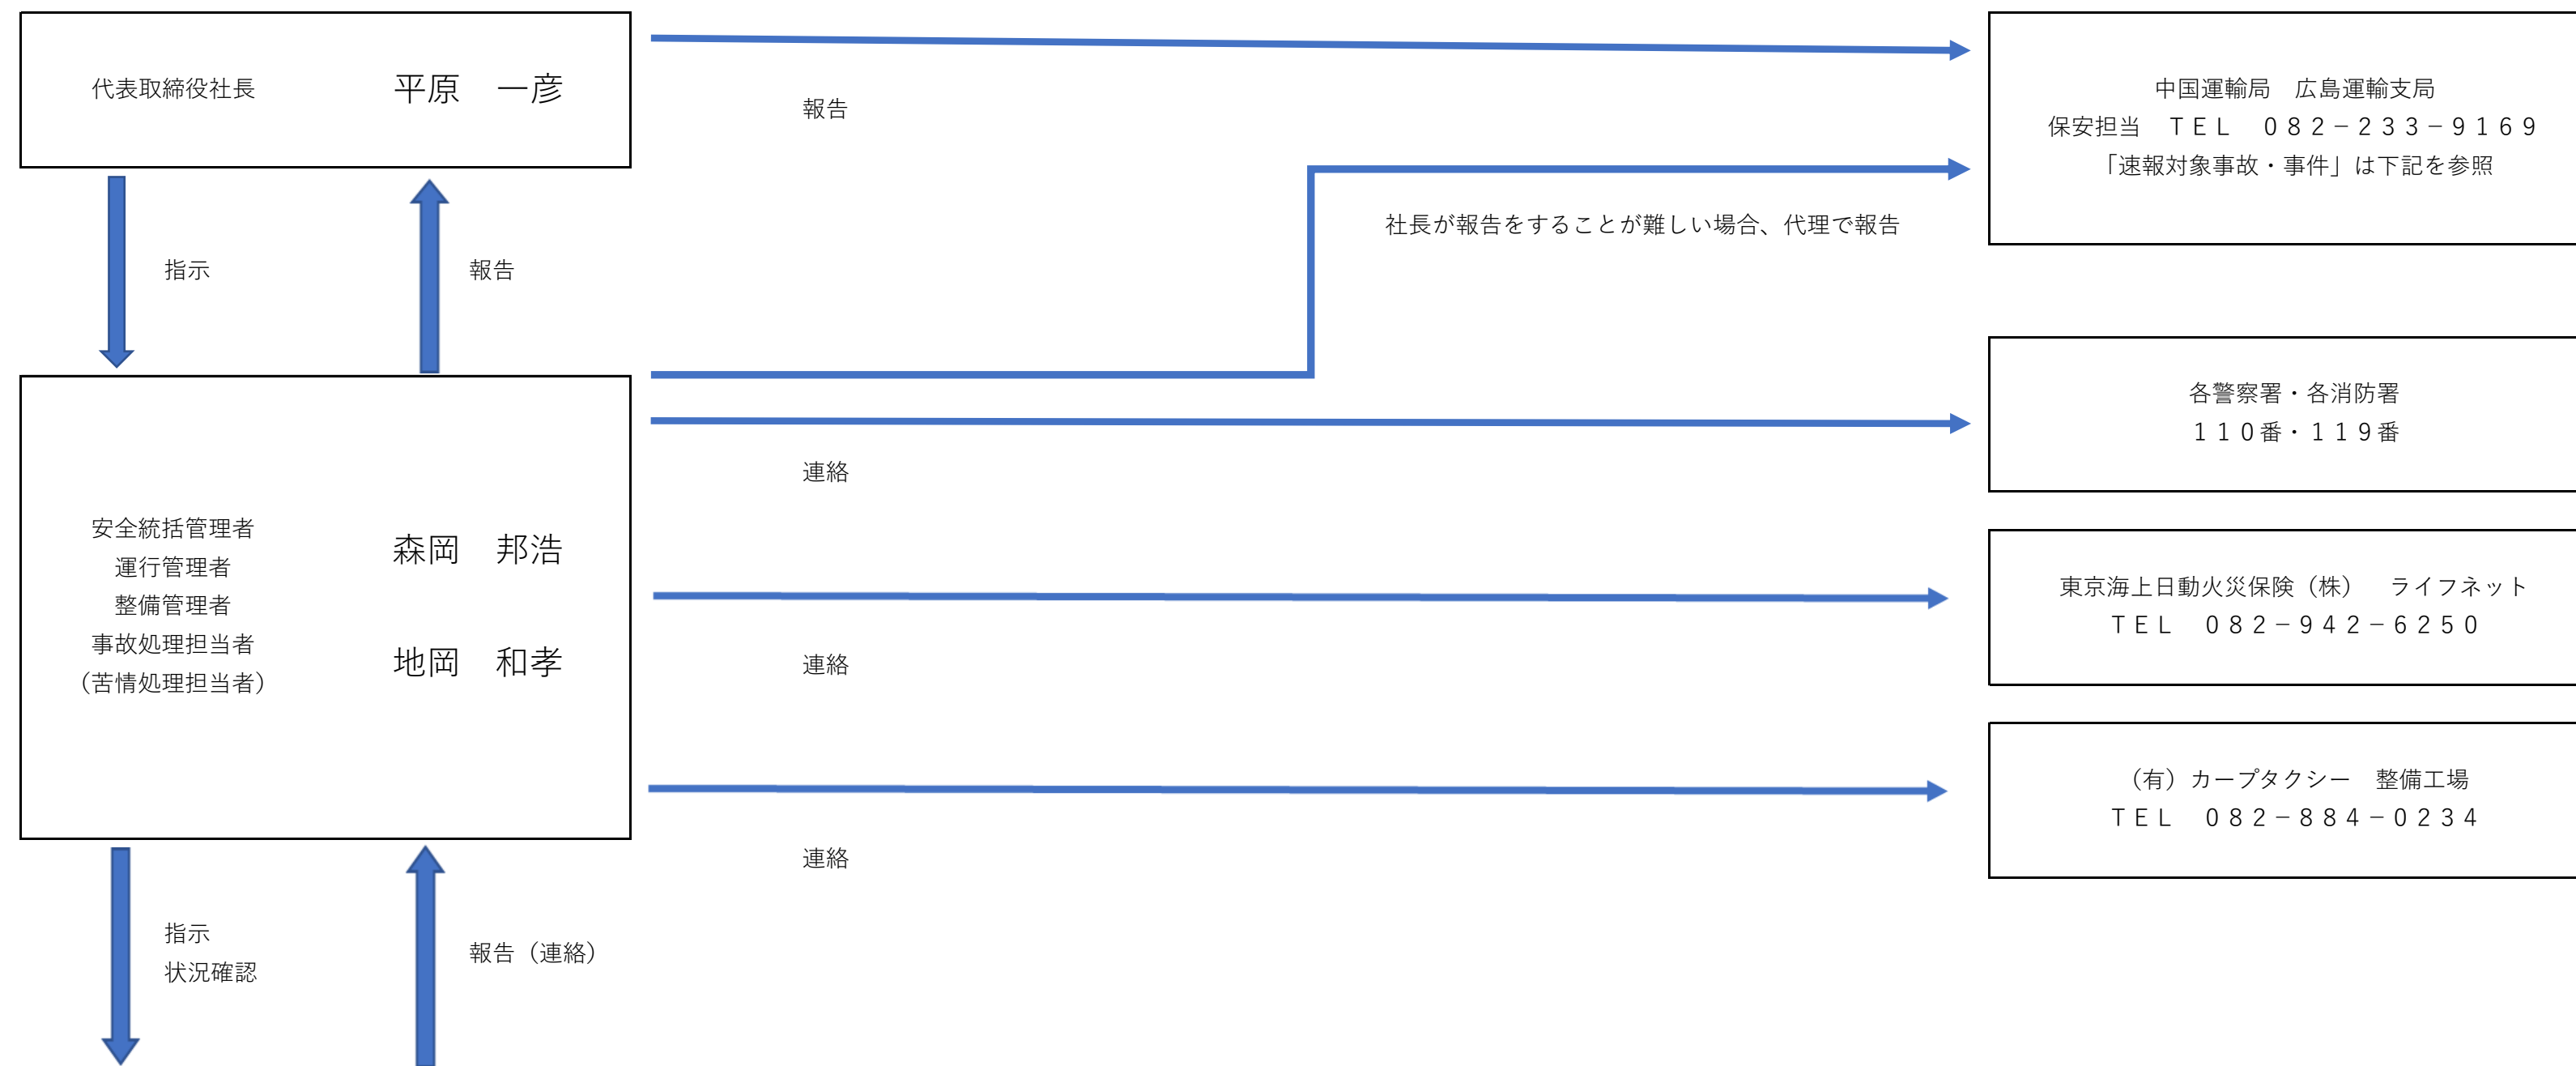 代表取締役社長　平原　一彦
報告
中国運輸局　広島運輸支局
保安担当　ＴＥＬ　０８２－２３３－９１６９
「速報対象事故・事件」は下記を参照
社長が報告をすることが難しい場合、代理で報告
指示
報告
各警察署・各消防署
１１０番・１１９番
連絡
安全統括管理者
運行管理者
整備管理者
事故処理担当者
（苦情処理担当者）
森岡　邦浩
地岡　和孝
東京海上日動火災保険（株）　ライフネット
ＴＥＬ　０８２－９４２－６２５０
連絡
（有）カープタクシー　整備工場
ＴＥＬ　０８２－８８４－０２３４
連絡
指示
状況確認
報告（連絡）